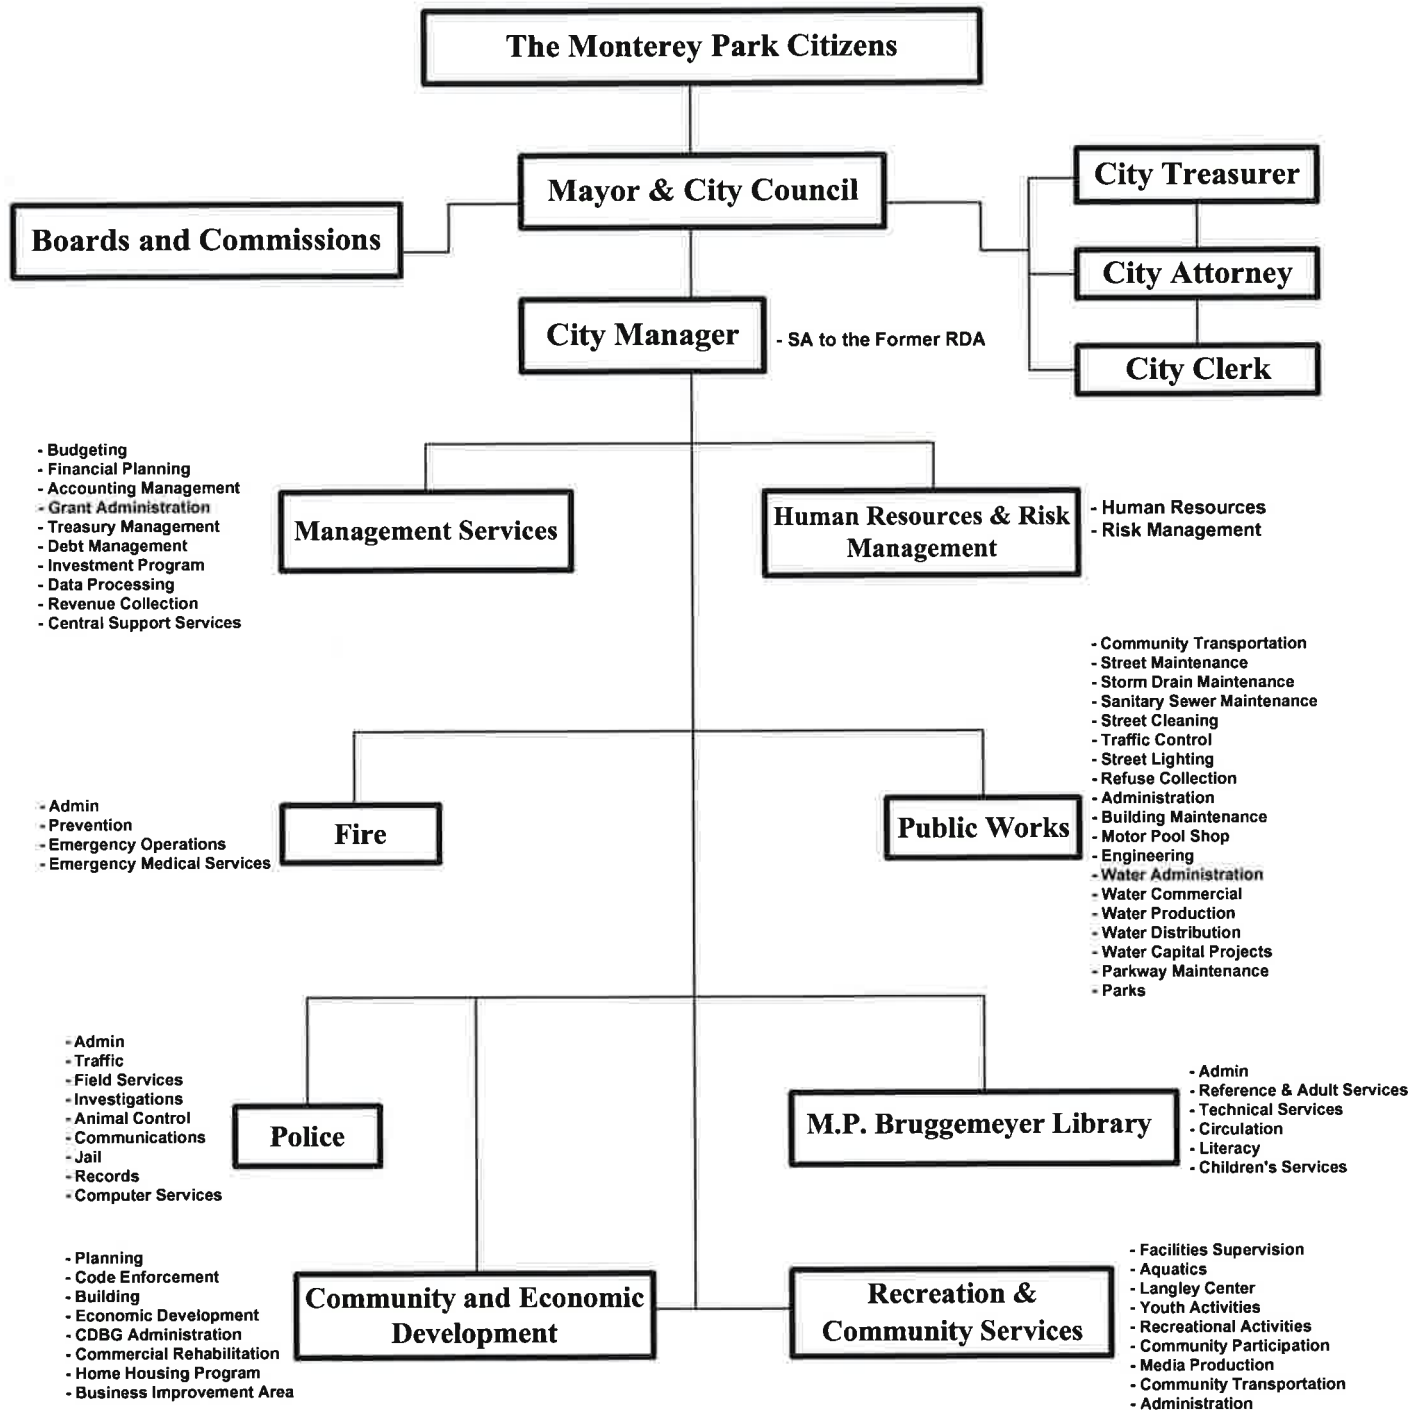 The Monterey Park Citizens
Mayor & City Council
City Treasurer
Boards and Commissions
City Attorney
City Manager
- SA to the Former RDA
City Clerk
- Budgeting
- Financial Planning
- Accounting Management
- Grant Administration
- Treasury Management
- Debt Management
- Investment Program
- Data Processing
- Revenue Collection
- Central Support Services
Management Services
Human Resources & Risk
Management
- Human Resources
- Risk Management
- Admin
- Prevention
- Emergency Operations
- Emergency Medical Services
Fire
Public Works
- Community Transportation
- Street Maintenance
- Storm Drain Maintenance
- Sanitary Sewer Maintenance
- Street Cleaning
- Traffic Control
- Street Lighting
- Refuse Collection
- Administration
- Building Maintenance
- Motor Pool Shop
- Engineering
- Water Administration
- Water Commercial
- Water Production
- Water Distribution
- Water Capital Projects
- Parkway Maintenance
- Parks
- Admin
- Traffic
- Field Services
- Investigations
- Animal Control
- Communications
- Jail
- Records
- Computer Services
Police
M.P. Bruggemeyer Library
- Admin
- Reference & Adult Services
- Technical Services
- Circulation
- Literacy
- Children's Services
- Planning
- Code Enforcement
- Building
- Economic Development
- CDBG Administration
- Commercial Rehabilitation
- Home Housing Program
- Business Improvement Area
Community and Economic
Development
Recreation &
Community Services
- Facilities Supervision
- Aquatics
- Langley Center
- Youth Activities
- Recreational Activities
- Community Participation
- Media Production
- Community Transportation
- Administration